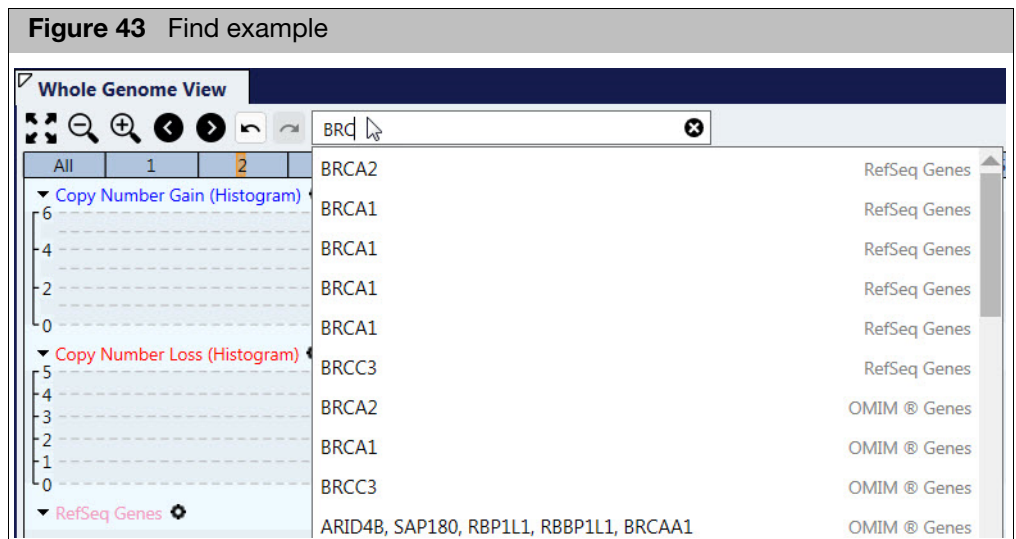 Figure 43 Find example
Whole Genome View
BRC
All 1 2
BRCA2 RefSeq Genes
Copy Number Gain (Histogram)
BRCA1 RefSeq Genes
6
BRCA1 RefSeq Genes
4
BRCA1 RefSeq Genes
2
BRCA1 RefSeq Genes
0
Copy Number Loss (Histogram)
BRCC3 RefSeq Genes
5
4
BRCA2 OMIM ® Genes
3
2
BRCA1 OMIM ® Genes
1
0
BRCC3 OMIM ® Genes
RefSeq Genes
ARID4B, SAP180, RBP1L1, RBBP1L1, BRCAA1 OMIM ® Genes